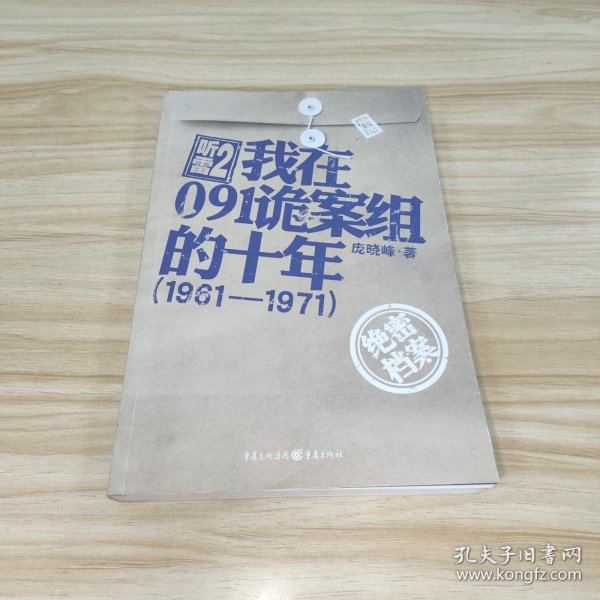 听雷2
我在
091诡案组
的十年
庞晓峰·著
(1961—1971)
绝密
档案
重庆出版集团 重庆出版社
孔夫子旧书网
www.kongfz.com